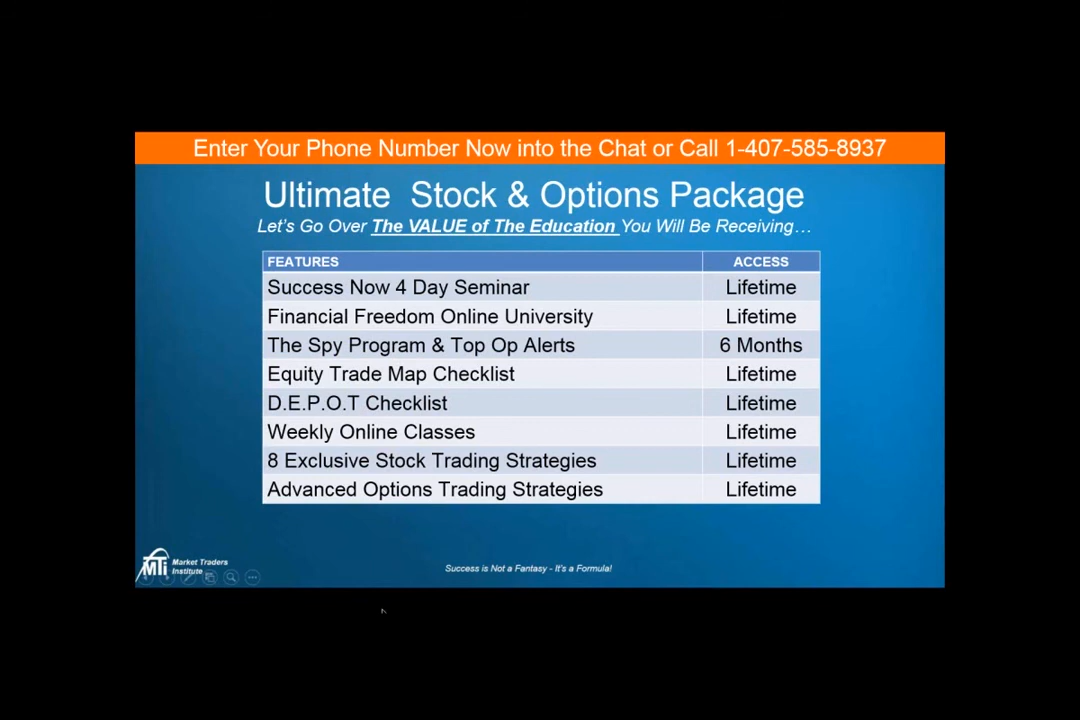 Enter Your Phone Number Now into the Chat or Call 1-407-585-8937
Ultimate Stock & Options Package
Let's Go Over The VALUE of The Education You Will Be Receiving...
FEATURES ACCESS
Success Now 4 Day Seminar Lifetime
Financial Freedom Online University Lifetime
The Spy Program & Top Op Alerts 6 Months
Equity Trade Map Checklist Lifetime
D.E.P.O.T Checklist Lifetime
Weekly Online Classes Lifetime
8 Exclusive Stock Trading Strategies Lifetime
Advanced Options Trading Strategies Lifetime
MTI Market Traders
Institute
Success is Not a Fantasy - It's a Formula!